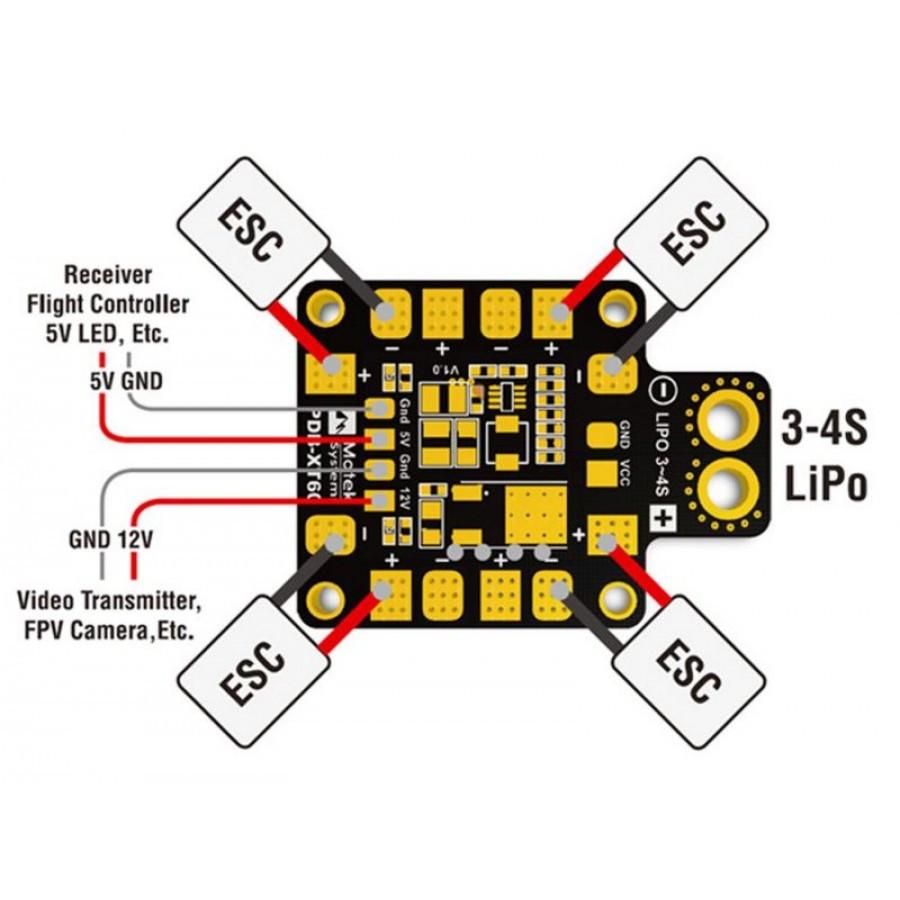 ESC
ESC
Receiver
Flight Controller
5V LED, Etc.
5V GND
GND 12V
Video Transmitter,
FPV Camera,Etc.
− + − +
+
−
V1.0
Gnd 5V Gnd 12V
Matek
System
PDB-XT60
GND VCC
LIPO 3~4S
+
3-4S
LiPo
−
+
+ − + −
ESC
ESC